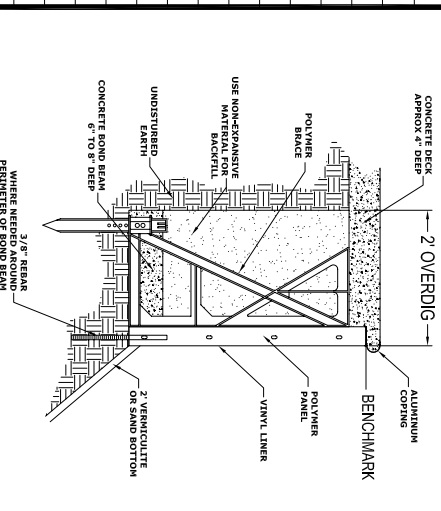 CONCRETE DECK
APPROX 4" DEEP
2' OVERDIG
ALUMINUM
COPING
BENCHMARK
POLYMER
BRACE
USE NON-EXPANSIVE
MATERIAL FOR
BACKFILL
UNDISTURBED
EARTH
CONCRETE BOND BEAM
6" TO 8" DEEP
POLYMER
PANEL
VINYL LINER
2' VERMICULITE
OR SAND BOTTOM
3/8" REBAR
WHERE NEEDED AROUND
PERIMETER OF BOND BEAM